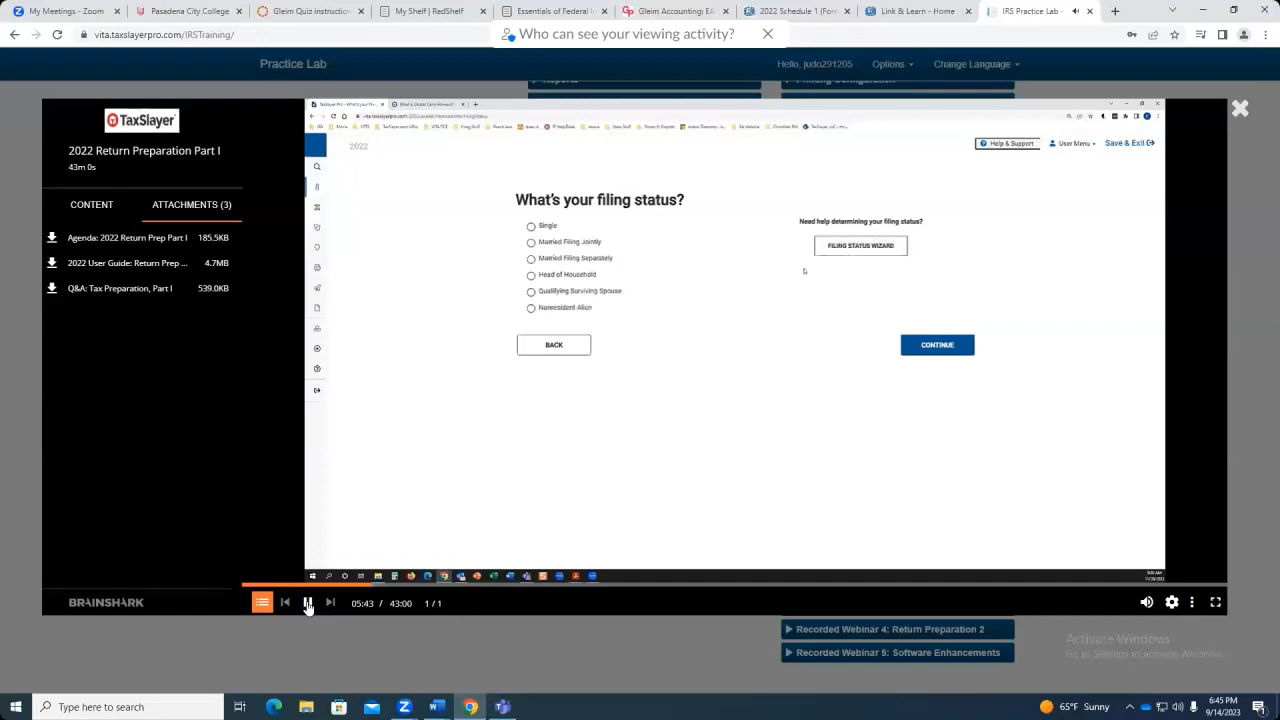 My Meetings - Zoom
Pasadena City College
Gleim Quiz Instruction
My Shelf | RedShelf
Essentials of Federal I
Gleim Accounting | EA
2022 Schedule 1 (Form
Link & Learn - Home
IRS Practice Lab -
vita.taxslayerpro.com/IRSTraining/
Who can see your viewing activity?
Practice Lab
Hello, judo291205
Options
Change Language
TaxSlayer
2022 Return Preparation Part I
43m 0s
CONTENT
ATTACHMENTS (3)
Agenda: 2022 Return Prep Part I 185.5KB
2022 User Guide: Return Prep ... 4.7MB
Q&A: Tax Preparation, Part I 539.0KB
2022
Help & Support
User Menu
Save & Exit
What's your filing status?
Single
Married Filing Jointly
Married Filing Separately
Head of Household
Qualifying Surviving Spouse
Nonresident Alien
Need help determining your filing status?
FILING STATUS WIZARD
BACK
CONTINUE
BRAINSHARK
05:43 / 43:00 1 / 1
Recorded Webinar 4: Return Preparation 2
Recorded Webinar 5: Software Enhancements
Activate Windows
Go to Settings to activate Windows.
Type here to search
65°F Sunny
6:45 PM
9/14/2023